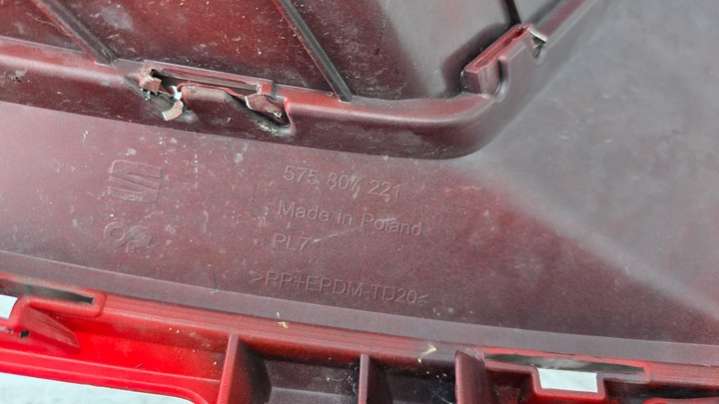 575 807 221
Made in Poland
PL7
>PP+EPDM-TD20<